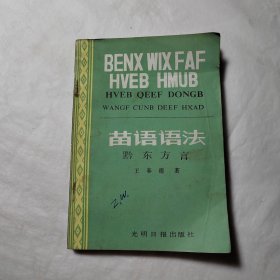 BENX WIX FAF
HVEB HMUB
HVEB QEEF DONGB
WANGF CUNB DEEF HXAD
苗语语法
黔东方言
王春德 著
Z.W.
光明日报出版社